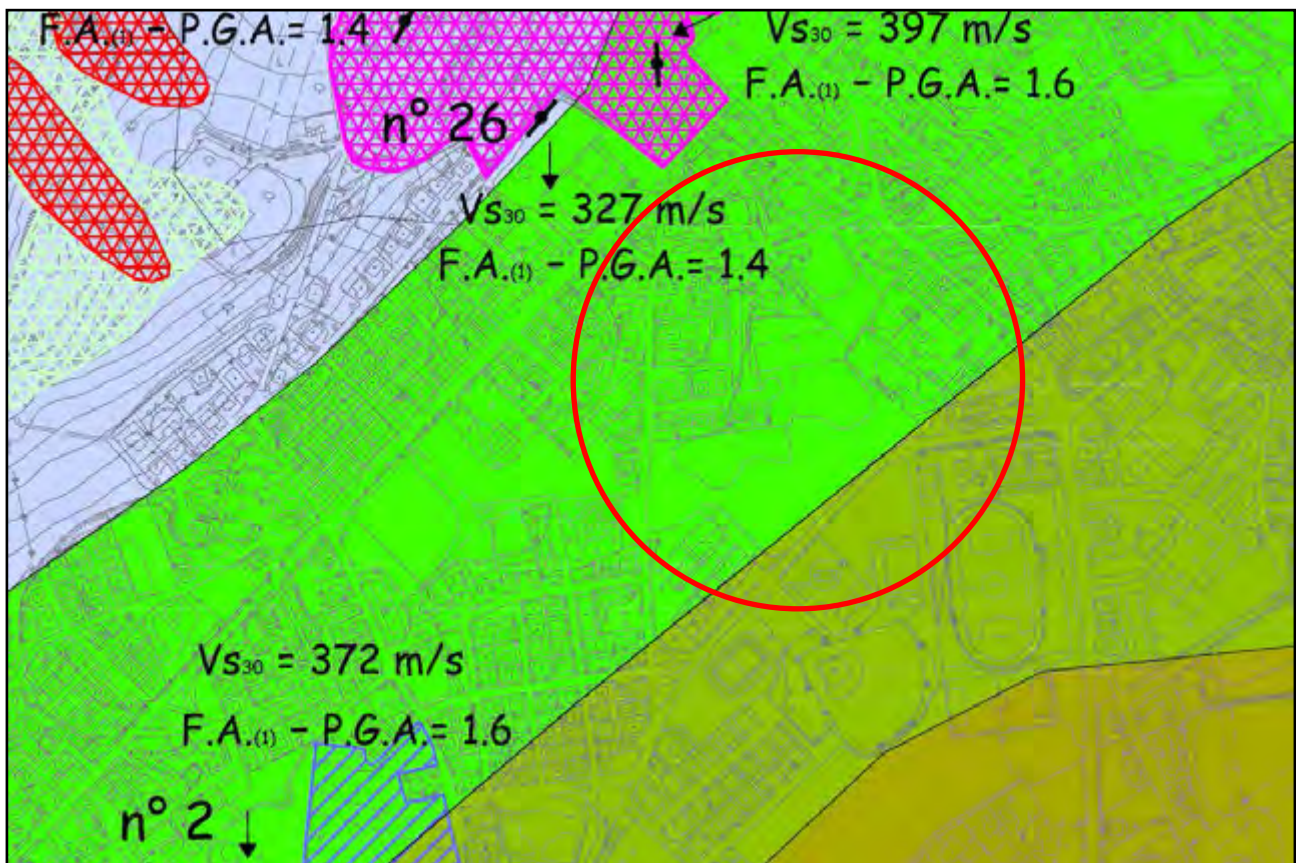 F.A.(1) - P.G.A.= 1.4
Vs30 = 397 m/s
F.A.(1) - P.G.A.= 1.6
n° 26
Vs30 = 327 m/s
F.A.(1) - P.G.A.= 1.4
Vs30 = 372 m/s
F.A.(1) - P.G.A.= 1.6
n° 2